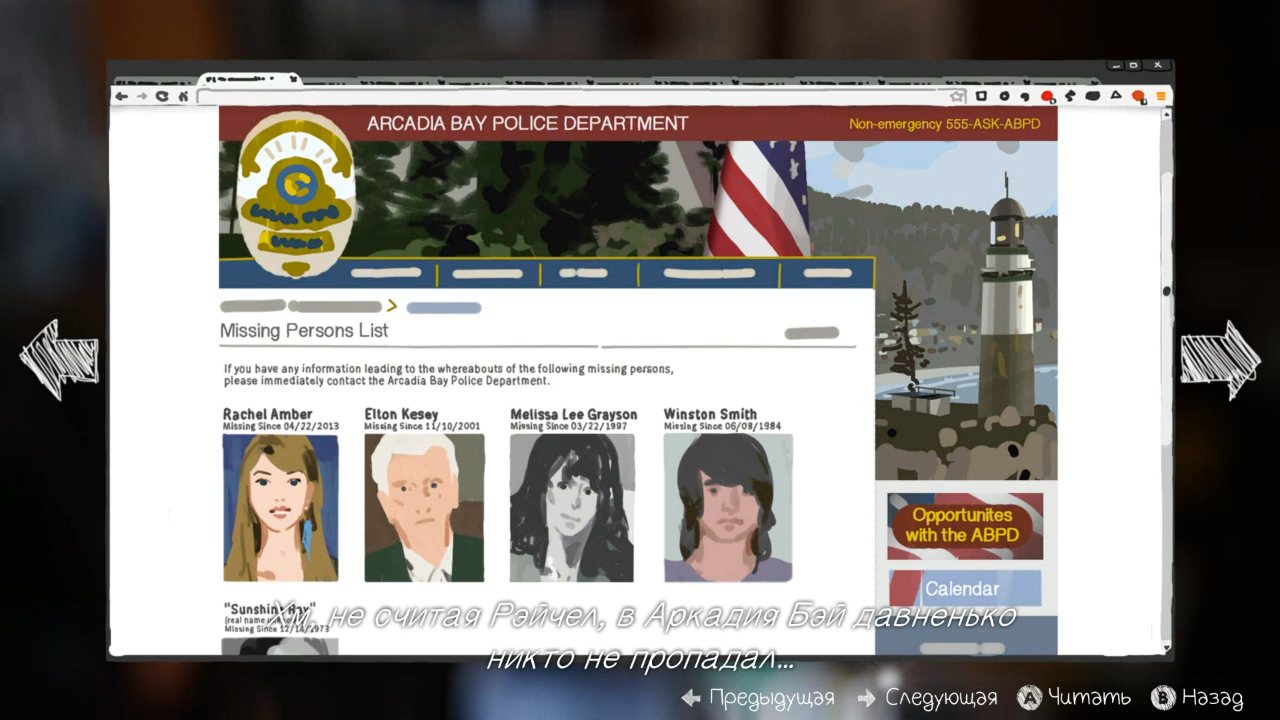 ARCADIA BAY POLICE DEPARTMENT
Non-emergency 555-ASK-ABPD
Missing Persons List
If you have any information leading to the whereabouts of the following missing persons,
please immediately contact the Arcadia Bay Police Department.
Rachel Amber
Missing Since 04/22/2013
Elton Kesey
Missing Since 11/10/2001
Melissa Lee Grayson
Missing Since 03/22/1997
Winston Smith
Missing Since 06/08/1984
Opportunites
with the ABPD
Calendar
"Sunshine Ray"
(real name
Missing Since 12/14/1973
Хм, не считая Рэйчел, в Аркадия Бэй давненько
никто не пропадал...
Предыдущая
Следующая
A Читать
B Назад